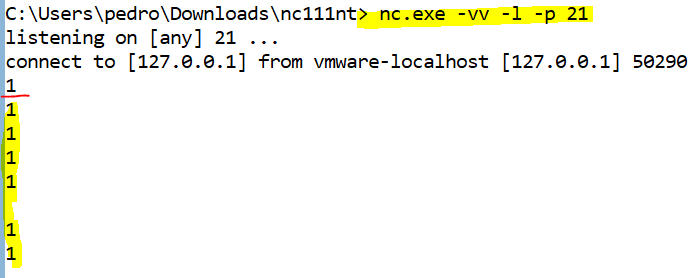 C:\Users\pedro\Downloads\nc111nt> nc.exe -vv -l -p 21
listening on [any] 21 ...
connect to [127.0.0.1] from vmware-localhost [127.0.0.1] 50290
1
1
1
1
1
1
1